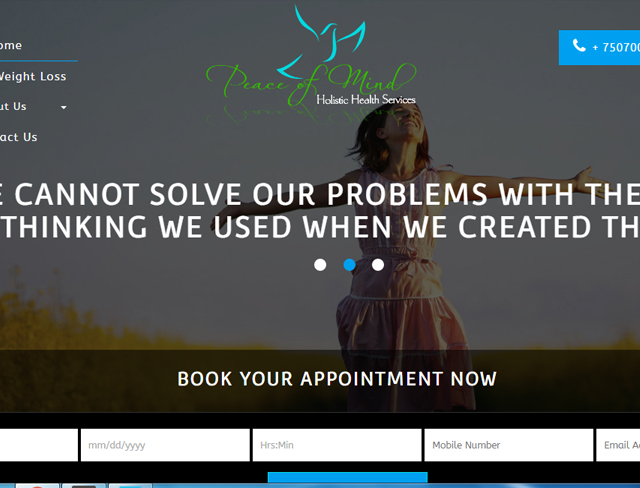 ome
Weight Loss
ut Us
act Us
Peace of Mind
Holistic Health Services
+ 750700
E CANNOT SOLVE OUR PROBLEMS WITH THE
THINKING WE USED WHEN WE CREATED TH
BOOK YOUR APPOINTMENT NOW
mm/dd/yyyy Hrs:Min Mobile Number Email A